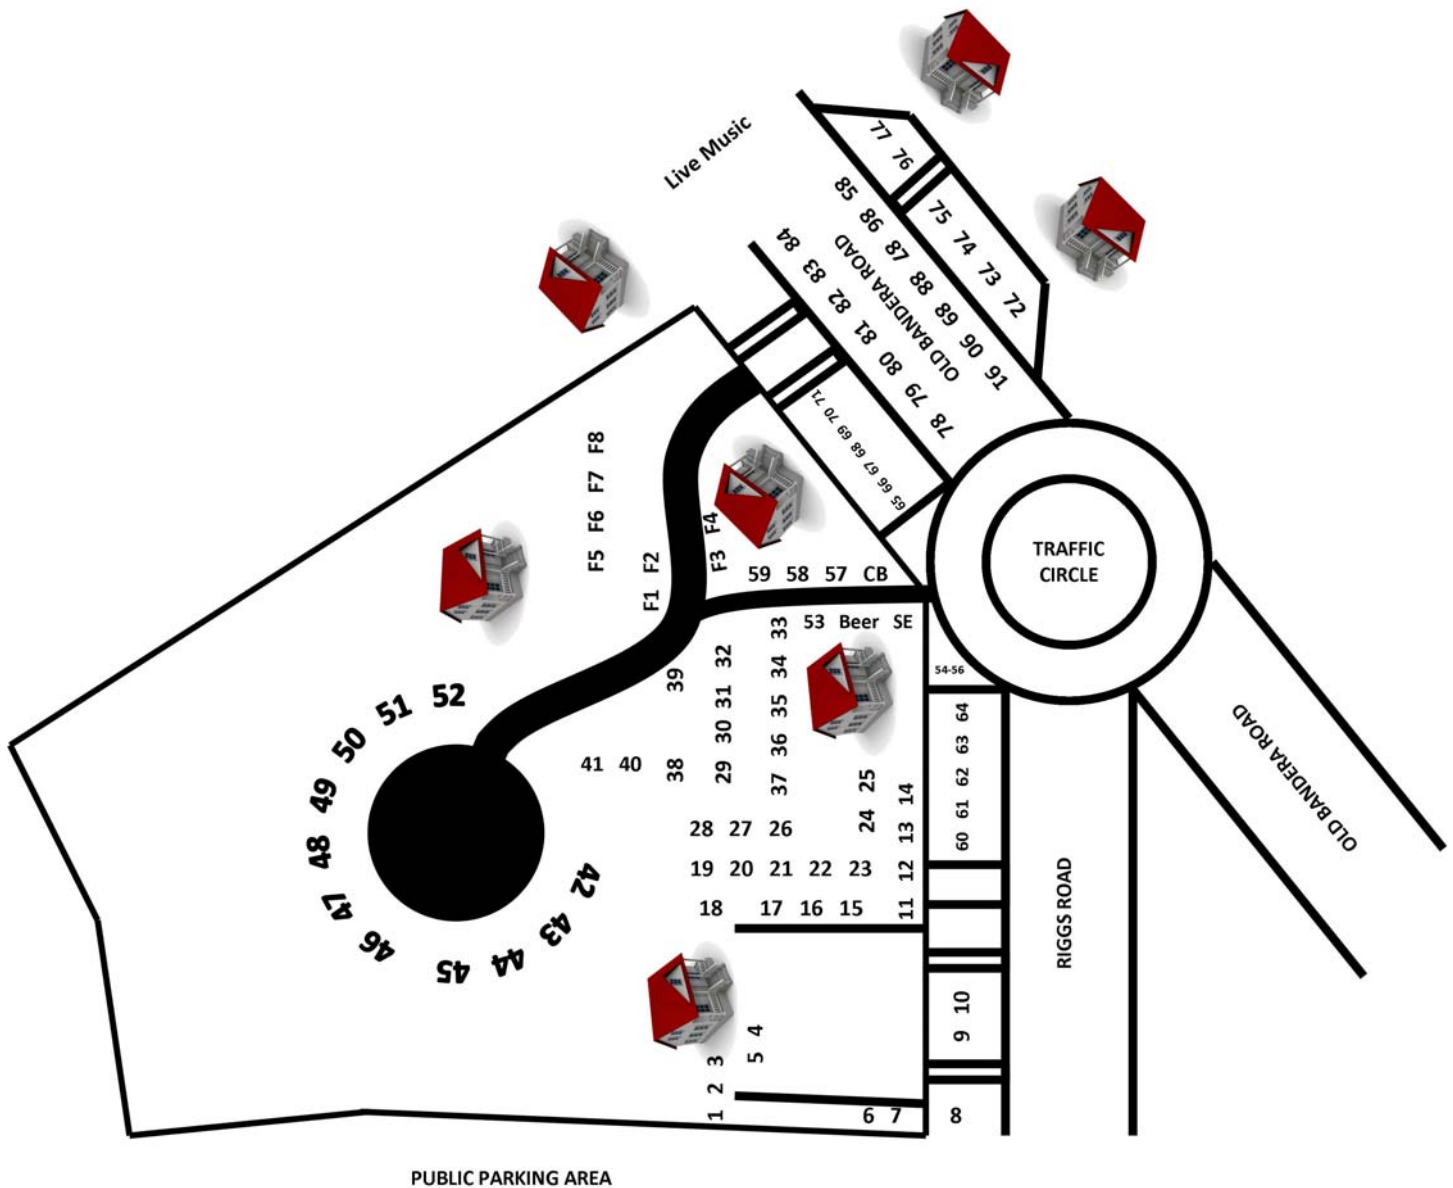 Live Music
77 76
75 74 73 72
85 86 87 88 89 90 91
OLD BANDERA ROAD
84 83 82 81 80 79 78
71 70 69 68 67 66 65
TRAFFIC
CIRCLE
F5 F6 F7 F8
F1 F2
F3 F4
59 58 57 CB
53 Beer SE
33 34 35 36 37
32 31 30 29
39 38
41 40
54-56
64 63 62 61 60
52 51 50 49 48 47 46 45 44 43 42
25 24
14 13 12 11
28 27 26
19 20 21 22 23
18 17 16 15
RIGGS ROAD
OLD BANDERA ROAD
10 9
5 4
1 2 3
6 7
8
PUBLIC PARKING AREA